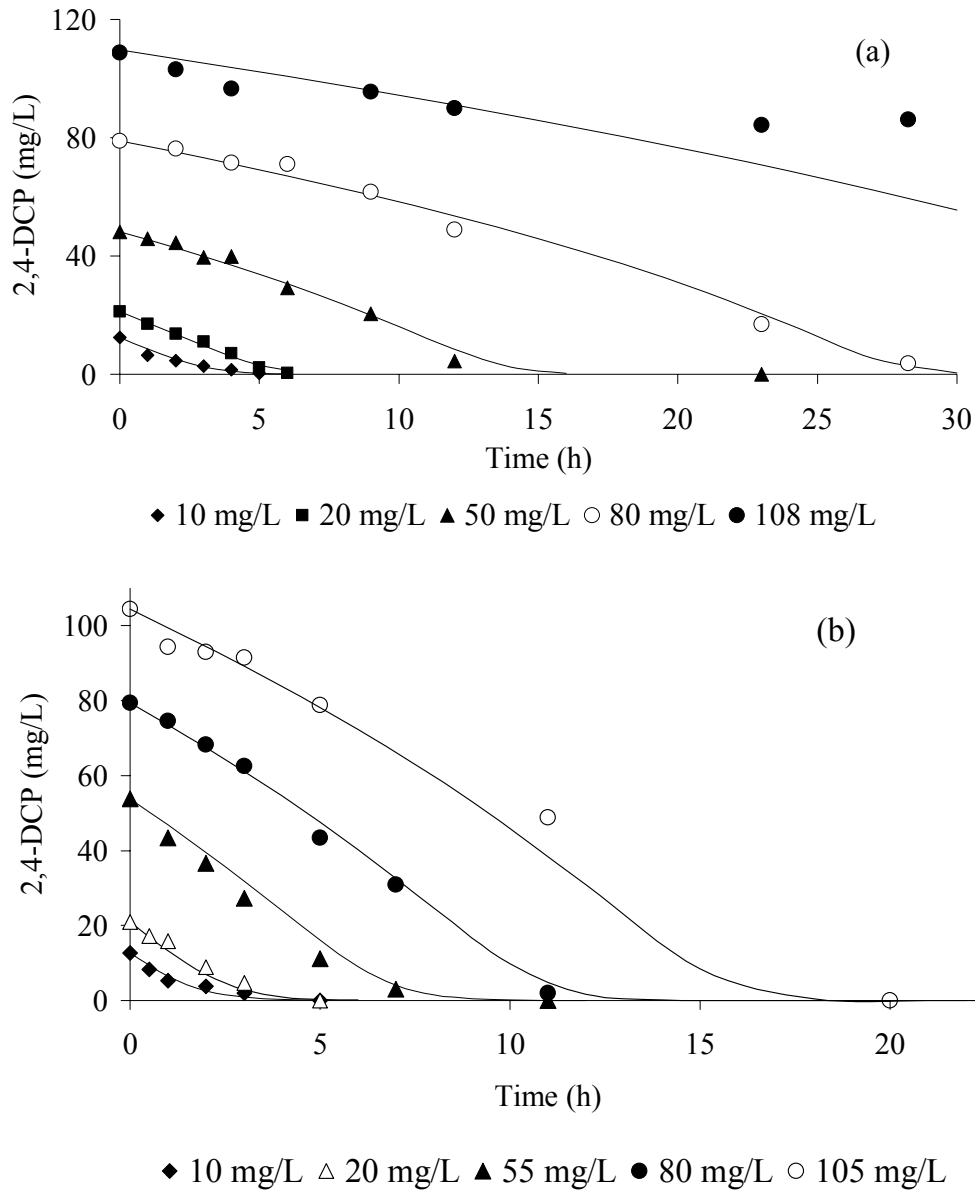 120
(a)
80
40
0
2,4-DCP (mg/L)
0 5 10 15 20 25 30
Time (h)
10 mg/L 20 mg/L 50 mg/L 80 mg/L 108 mg/L
100
(b)
80
60
40
20
0
2,4-DCP (mg/L)
0 5 10 15 20
Time (h)
10 mg/L 20 mg/L 55 mg/L 80 mg/L 105 mg/L